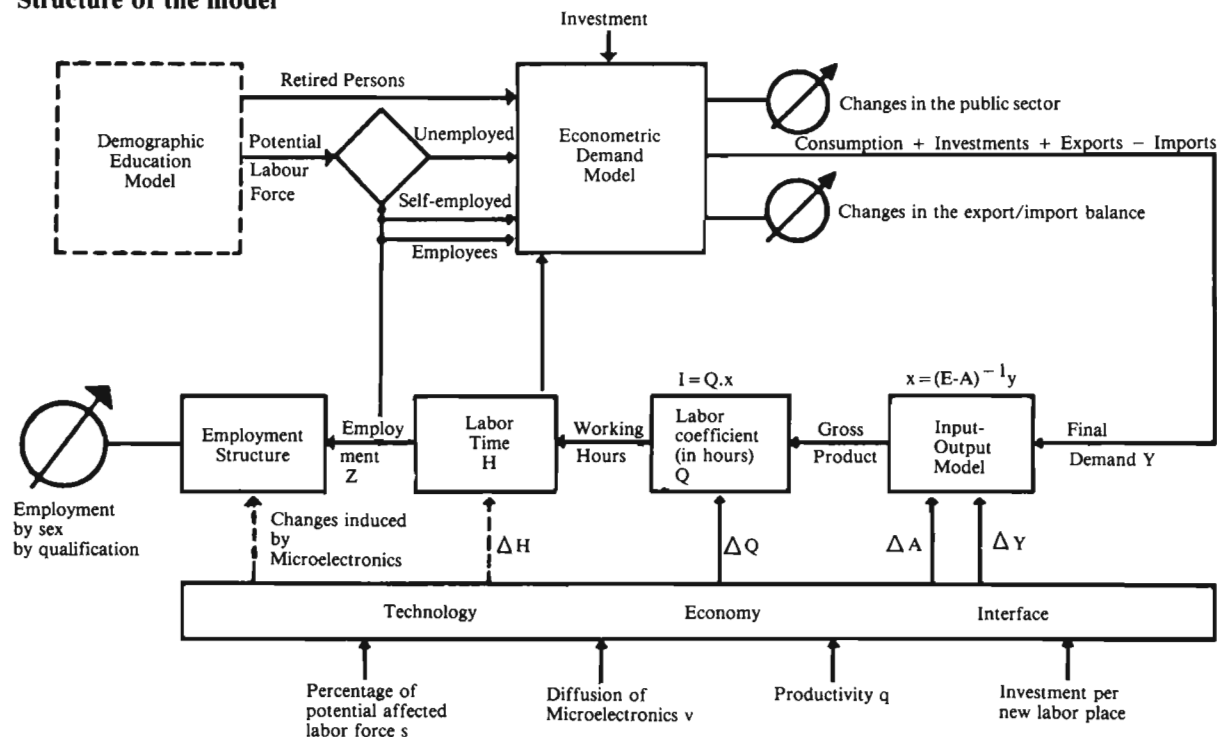 Structure of the model
Investment
Retired Persons
Demographic
Education
Model
Potential
Labour
Force
Unemployed
Self-employed
Employees
Econometric
Demand
Model
Changes in the public sector
Consumption + Investments + Exports − Imports
Changes in the export/import balance
I = Q.x
x = (E-A)⁻¹y
Employment
Structure
Employ
ment
Z
Labor
Time
H
Working
Hours
Labor
coefficient
(in hours)
Q
Gross
Product
Input-
Output
Model
Final
Demand Y
Employment
by sex
by qualification
Changes induced
by
Microelectronics
ΔH
ΔQ
ΔA
ΔY
Technology
Economy
Interface
Percentage of
potential affected
labor force s
Diffusion of
Microelectronics v
Productivity q
Investment per
new labor place